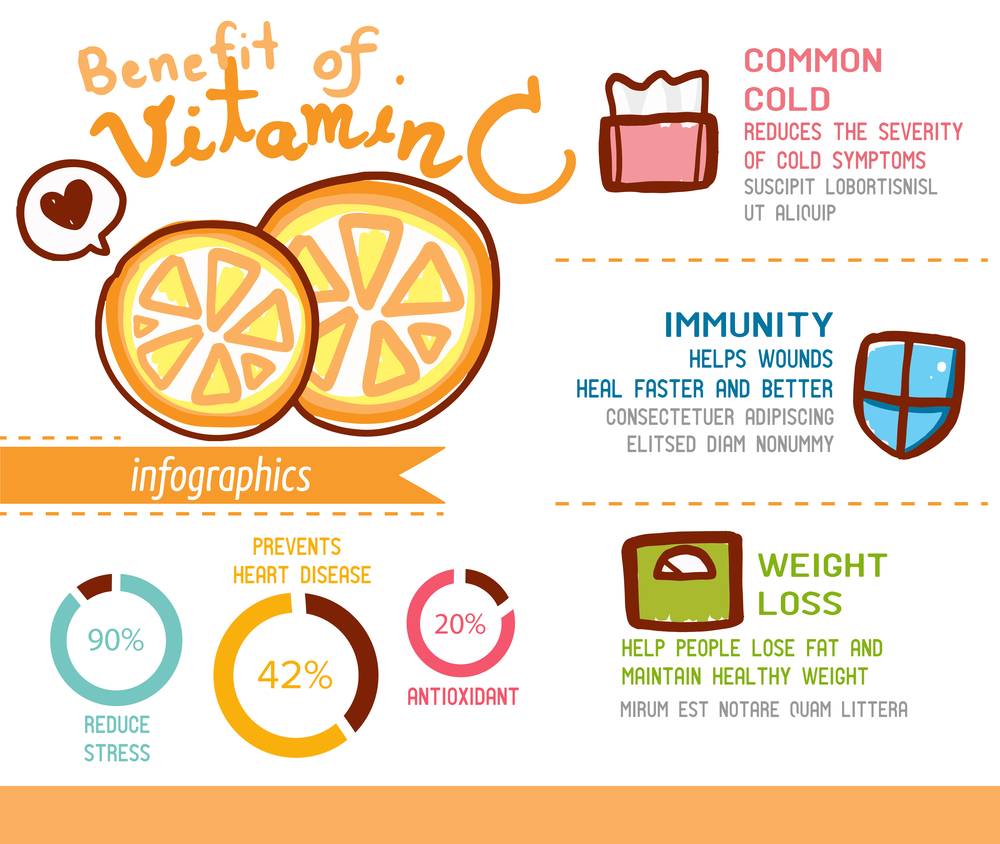 Benefit of
Vitamin C
infographics
PREVENTS
HEART DISEASE
90%
42%
20%
REDUCE
STRESS
ANTIOXIDANT
COMMON
COLD
REDUCES THE SEVERITY
OF COLD SYMPTOMS
SUSCIPIT LOBORTISNISL
UT ALIQUIP
IMMUNITY
HELPS WOUNDS
HEAL FASTER AND BETTER
CONSECTETUER ADIPISCING
ELITSED DIAM NONUMMY
WEIGHT
LOSS
HELP PEOPLE LOSE FAT AND
MAINTAIN HEALTHY WEIGHT
MIRUM EST NOTARE QUAM LITTERA